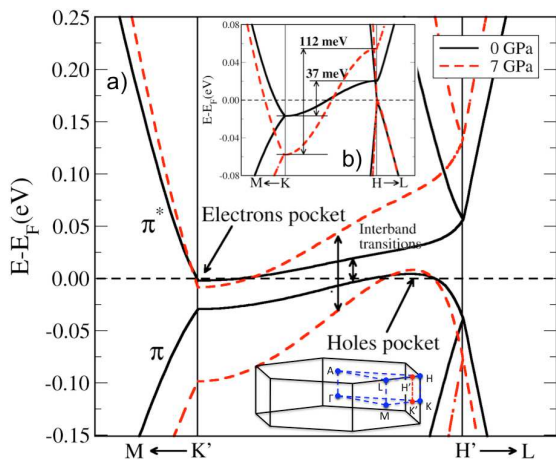 0.25
0.20
0.15
0.10
0.05
0.00
-0.05
-0.10
-0.15
E-E_F(eV)
a)
π*
π
Electrons pocket
Interband
transitions
Holes pocket
M ← K'
H' → L
0 GPa
7 GPa
0.08
0.04
0.00
-0.04
-0.08
E-E_F(eV)
112 meV
37 meV
b)
M ← K
H → L
A
L
H
H'
Γ
M
K'
K